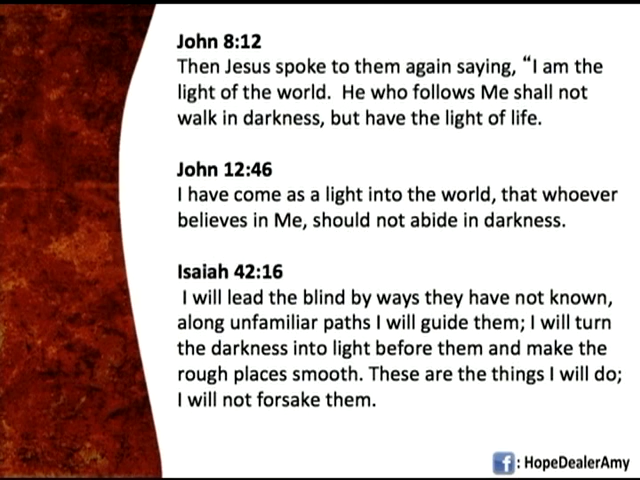 John 8:12
Then Jesus spoke to them again saying, “I am the
light of the world.  He who follows Me shall not
walk in darkness, but have the light of life.
John 12:46
I have come as a light into the world, that whoever
believes in Me, should not abide in darkness.
Isaiah 42:16
I will lead the blind by ways they have not known,
along unfamiliar paths I will guide them; I will turn
the darkness into light before them and make the
rough places smooth. These are the things I will do;
I will not forsake them.
f : HopeDealerAmy